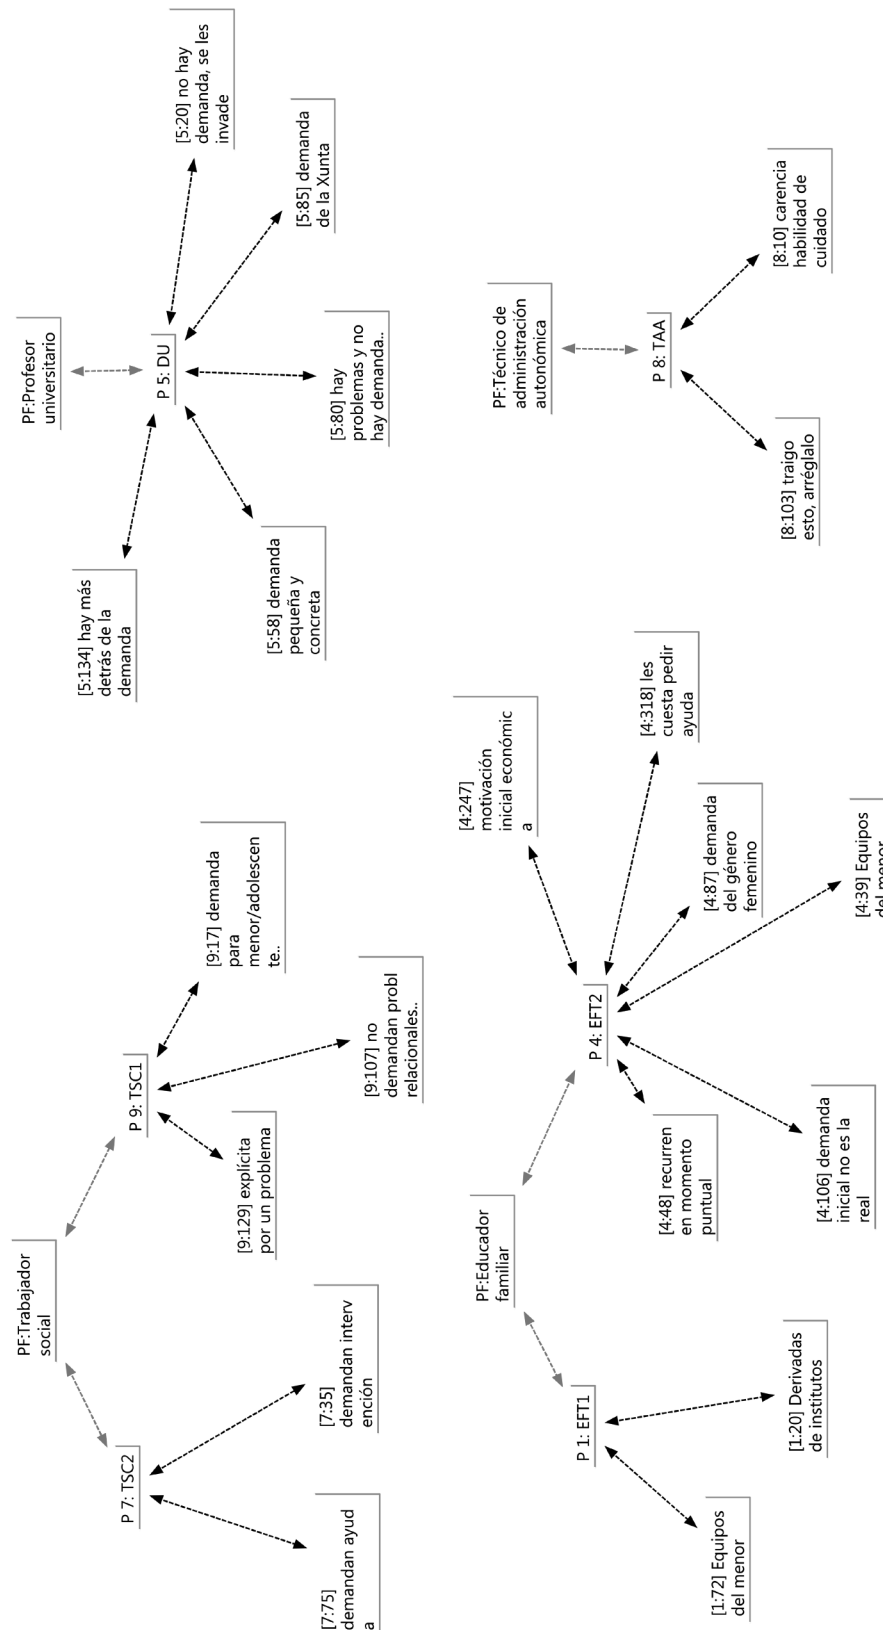 PF:Trabajador
social
P 7: TSC2
P 9: TSC1
[7:75]
demandan ayud
a
[7:35]
demandan interv
ención
[9:129] explícita
por un problema
[9:107] no
demandan probl
relacionales..
[9:17] demanda
para
menor/adolescen
te..
PF:Profesor
universitario
P 5: DU
[5:134] hay más
detrás de la
demanda
[5:58] demanda
pequeña y
concreta
[5:80] hay
problemas y no
hay demanda..
[5:85] demanda
de la Xunta
[5:20] no hay
demanda, se les
invade
PF:Educador
familiar
P 1: EFT1
P 4: EFT2
[1:72] Equipos
del menor
[1:20] Derivadas
de institutos
[4:48] recurren
en momento
puntual
[4:106] demanda
inicial no es la
real
[4:39] Equipos
del menor
[4:87] demanda
del género
femenino
[4:318] les
cuesta pedir
ayuda
[4:247]
motivación
inicial económic
a
PF:Técnico de
administración
autonómica
P 8: TAA
[8:103] traigo
esto, arréglalo
[8:10] carencia
habilidad de
cuidado